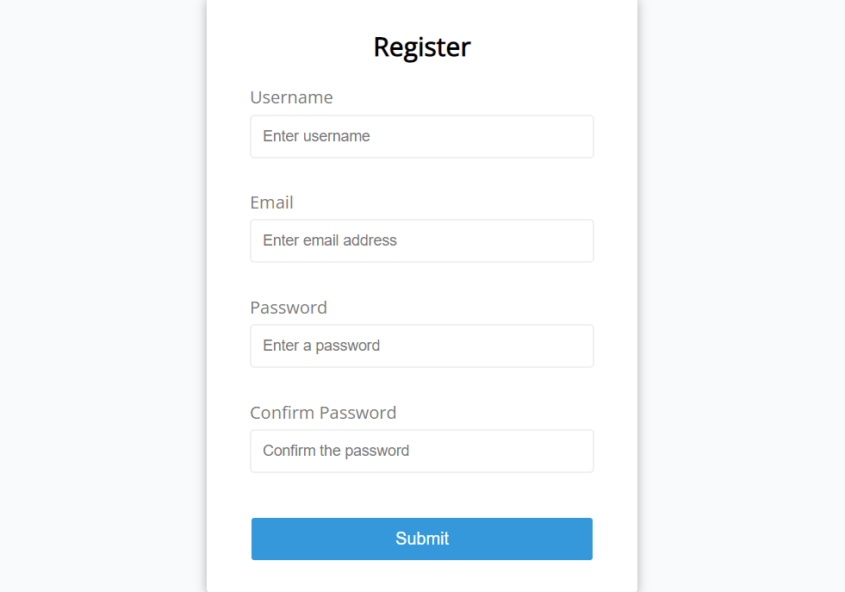 Register
Username
Enter username
Email
Enter email address
Password
Enter a password
Confirm Password
Confirm the password
Submit